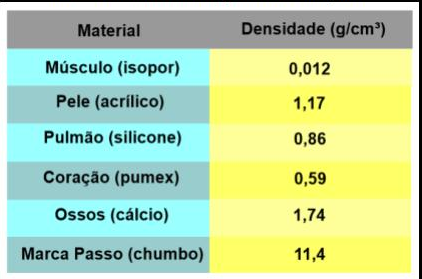 Material Densidade (g/cm³)
Músculo (isopor) 0,012
Pele (acrílico) 1,17
Pulmão (silicone) 0,86
Coração (pumex) 0,59
Ossos (cálcio) 1,74
Marca Passo (chumbo) 11,4